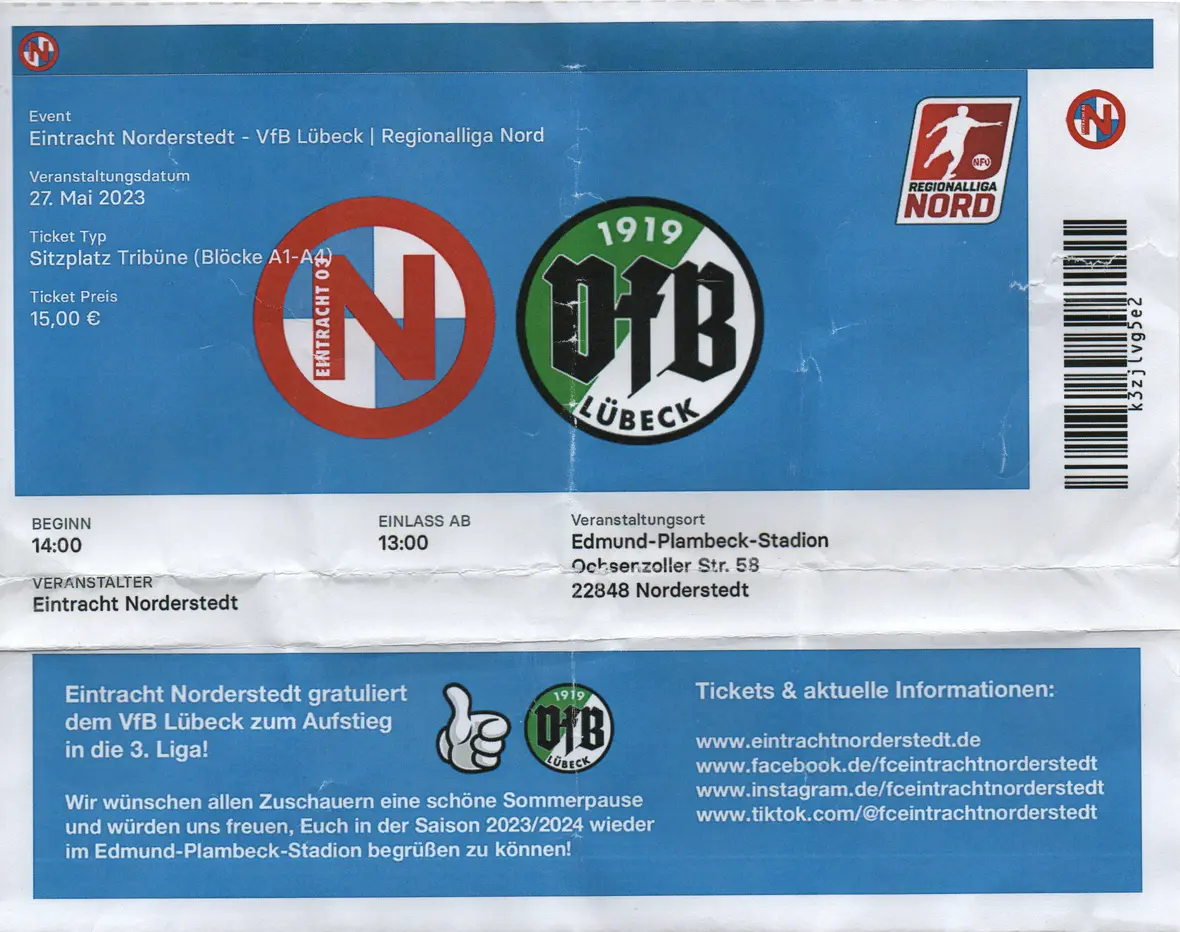 Event
Eintracht Norderstedt - VfB Lübeck | Regionalliga Nord
Veranstaltungsdatum
27. Mai 2023
Ticket Typ
Sitzplatz Tribüne (Blöcke A1-A4)
Ticket Preis
15,00 €
EINTRACHT 03
N
1919
VfB
LÜBECK
NFV
REGIONALLIGA
NORD
N
N
k3zjlvg5e2
BEGINN
14:00
EINLASS AB
13:00
Veranstaltungsort
Edmund-Plambeck-Stadion
Ochsenzoller Str. 58
22848 Norderstedt
VERANSTALTER
Eintracht Norderstedt
Eintracht Norderstedt gratuliert
dem VfB Lübeck zum Aufstieg
in die 3. Liga!
1919
VfB
LÜBECK
Wir wünschen allen Zuschauern eine schöne Sommerpause
und würden uns freuen, Euch in der Saison 2023/2024 wieder
im Edmund-Plambeck-Stadion begrüßen zu können!
Tickets & aktuelle Informationen:
www.eintrachtnorderstedt.de
www.facebook.de/fceintrachtnorderstedt
www.instagram.de/fceintrachtnorderstedt
www.tiktok.com/@fceintrachtnorderstedt